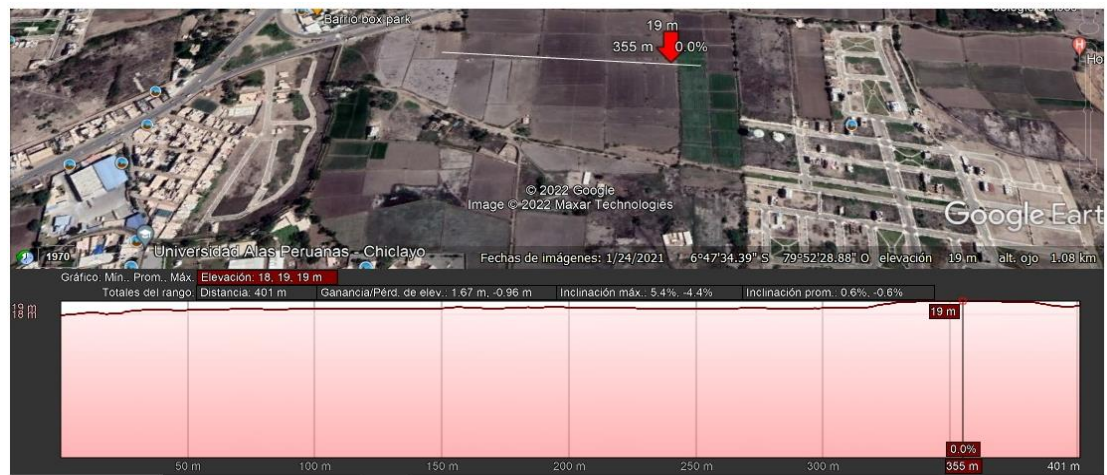 Barrio box park
19 m
355 m 0.0%
© 2022 Google
Image © 2022 Maxar Technologies
Google Eart
1970
Universidad Alas Peruanas - Chiclayo
Fechas de imágenes: 1/24/2021 6°47'34.39" S 79°52'28.88" O elevación 19 m alt. ojo 1.08 km
Gráfico: Mín., Prom., Máx. Elevación: 18, 19, 19 m
Totales del rango: Distancia: 401 m Ganancia/Pérd. de elev.: 1.67 m, -0.96 m Inclinación máx.: 5.4%, -4.4% Inclinación prom.: 0.6%, -0.6%
19 m
18 m
19 m
0.0%
50 m 100 m 150 m 200 m 250 m 300 m 355 m 401 m